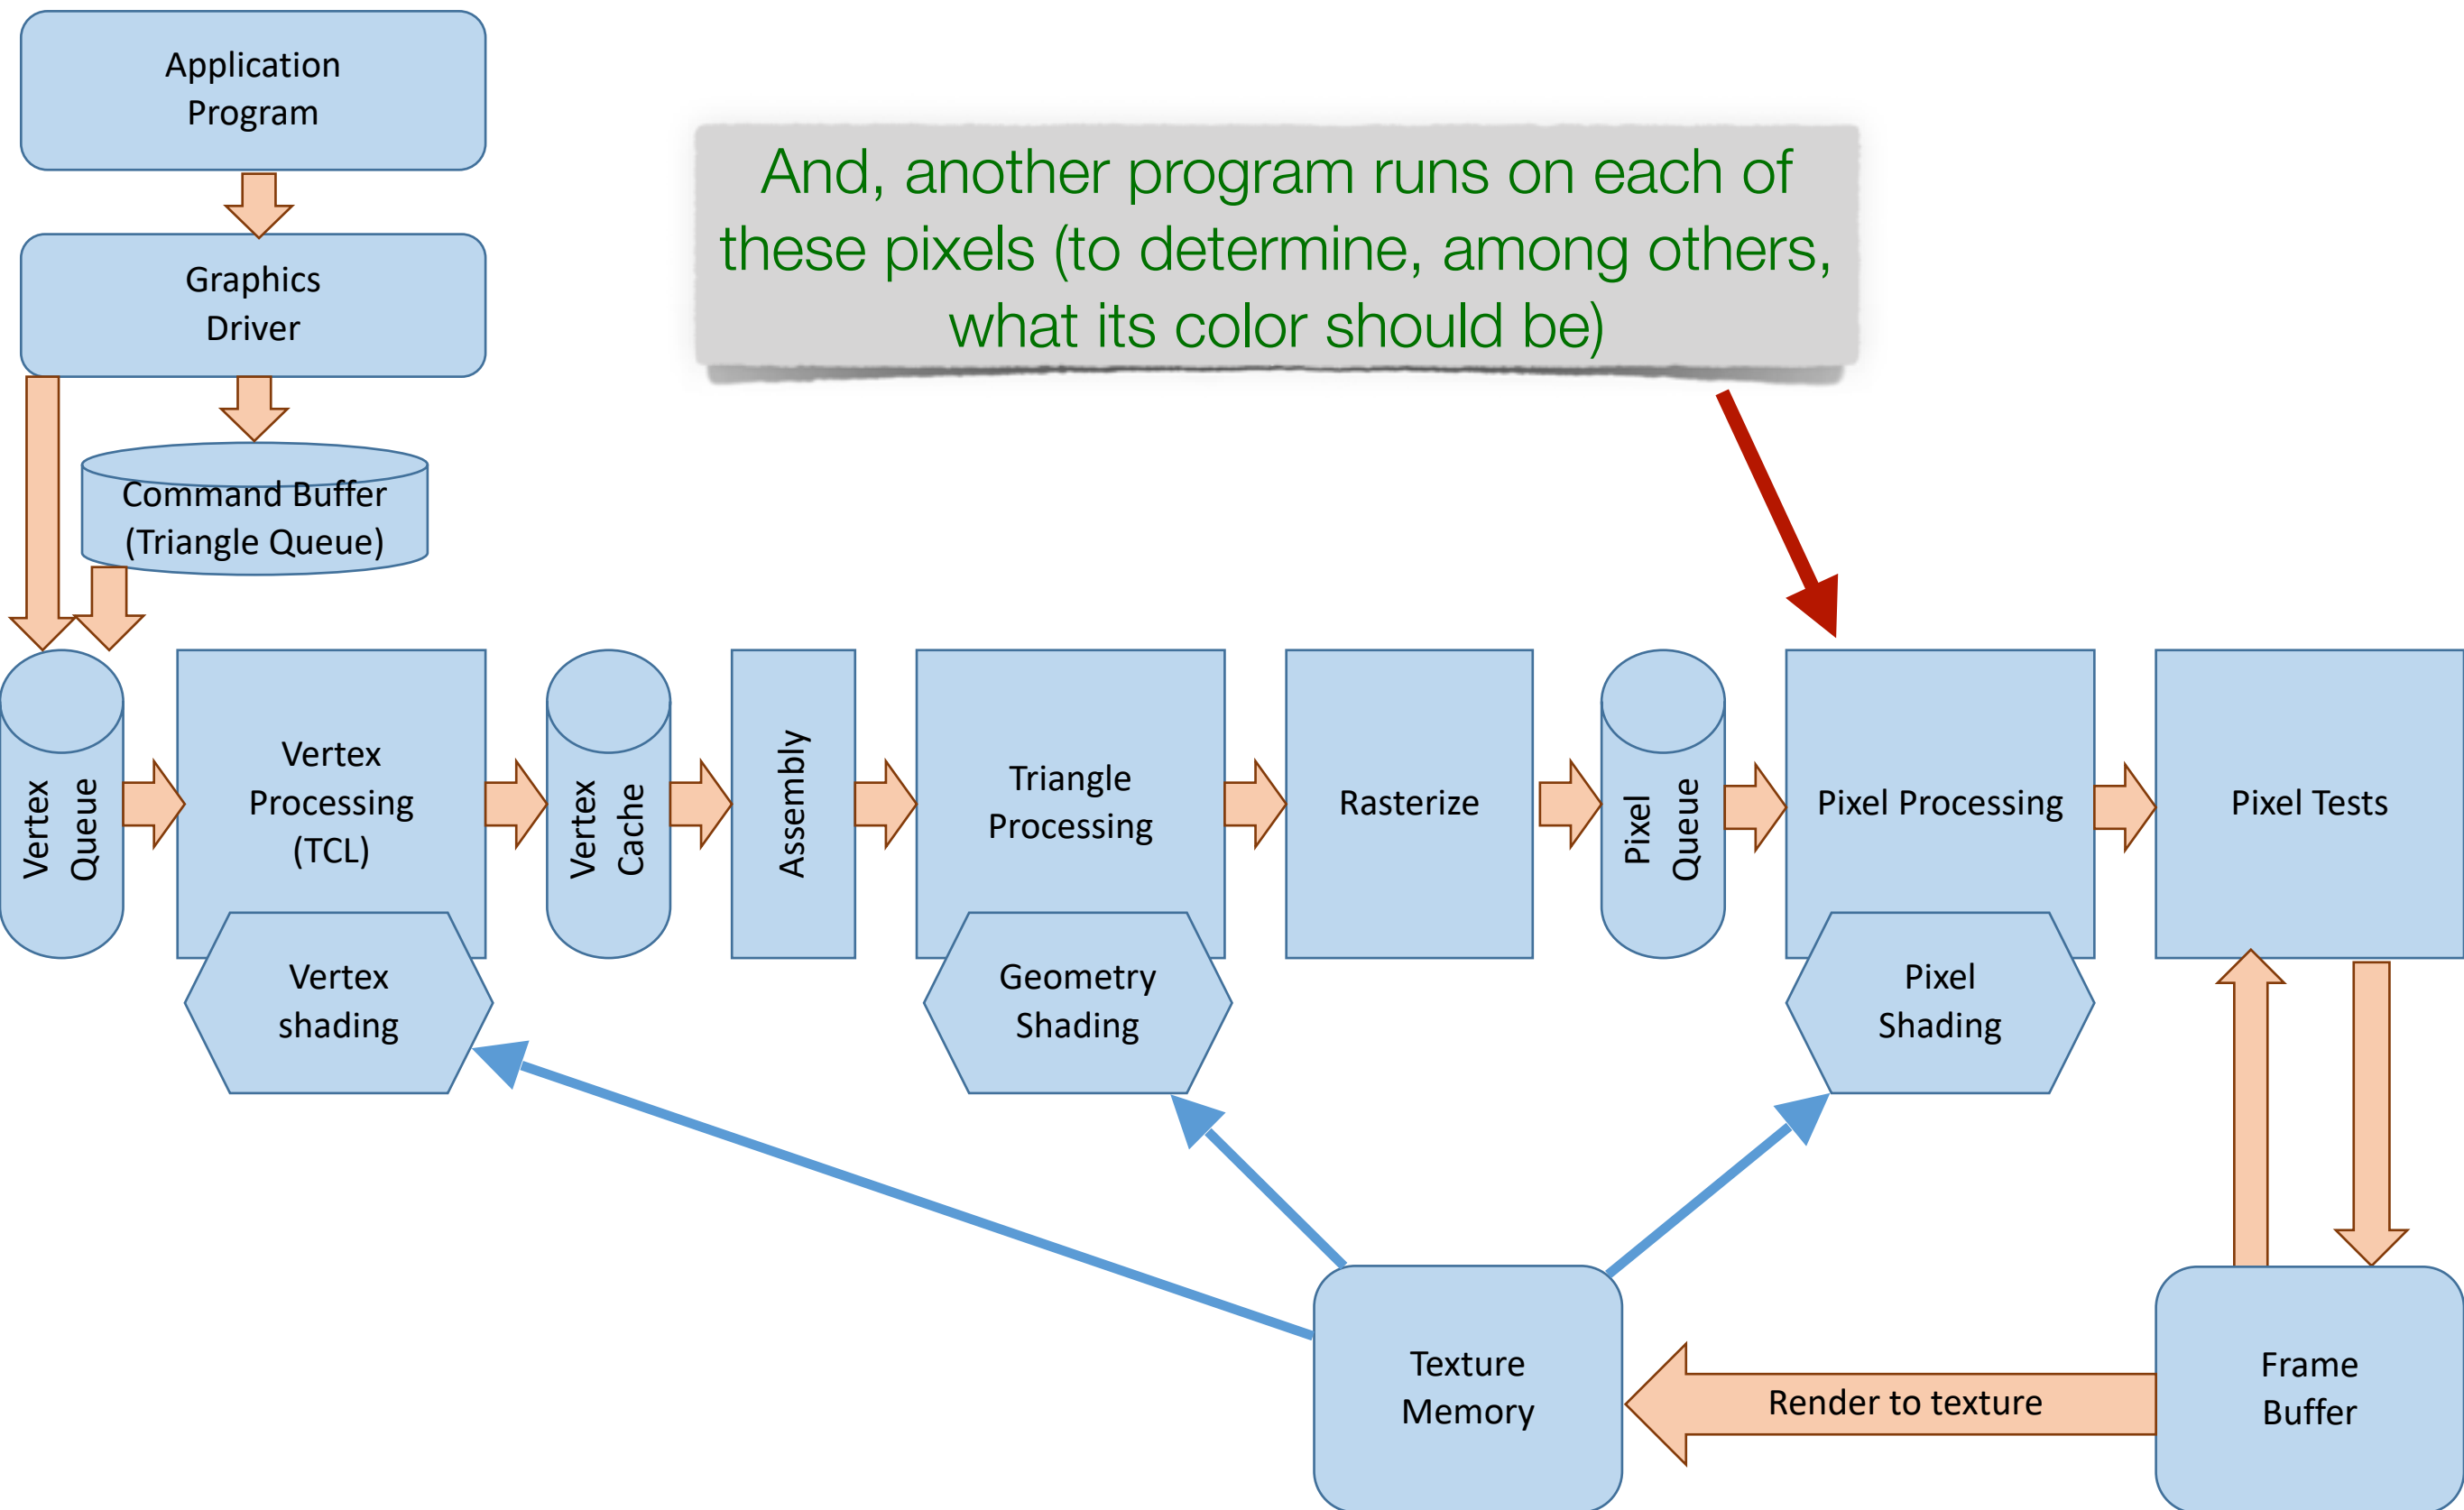 Application
Program
And, another program runs on each of
these pixels (to determine, among others,
what its color should be)
Graphics
Driver
Command Buffer
(Triangle Queue)
Vertex
Queue
Vertex
Processing
(TCL)
Vertex
Cache
Assembly
Triangle
Processing
Rasterize
Pixel
Queue
Pixel Processing
Pixel Tests
Vertex
shading
Geometry
Shading
Pixel
Shading
Texture
Memory
Render to texture
Frame
Buffer